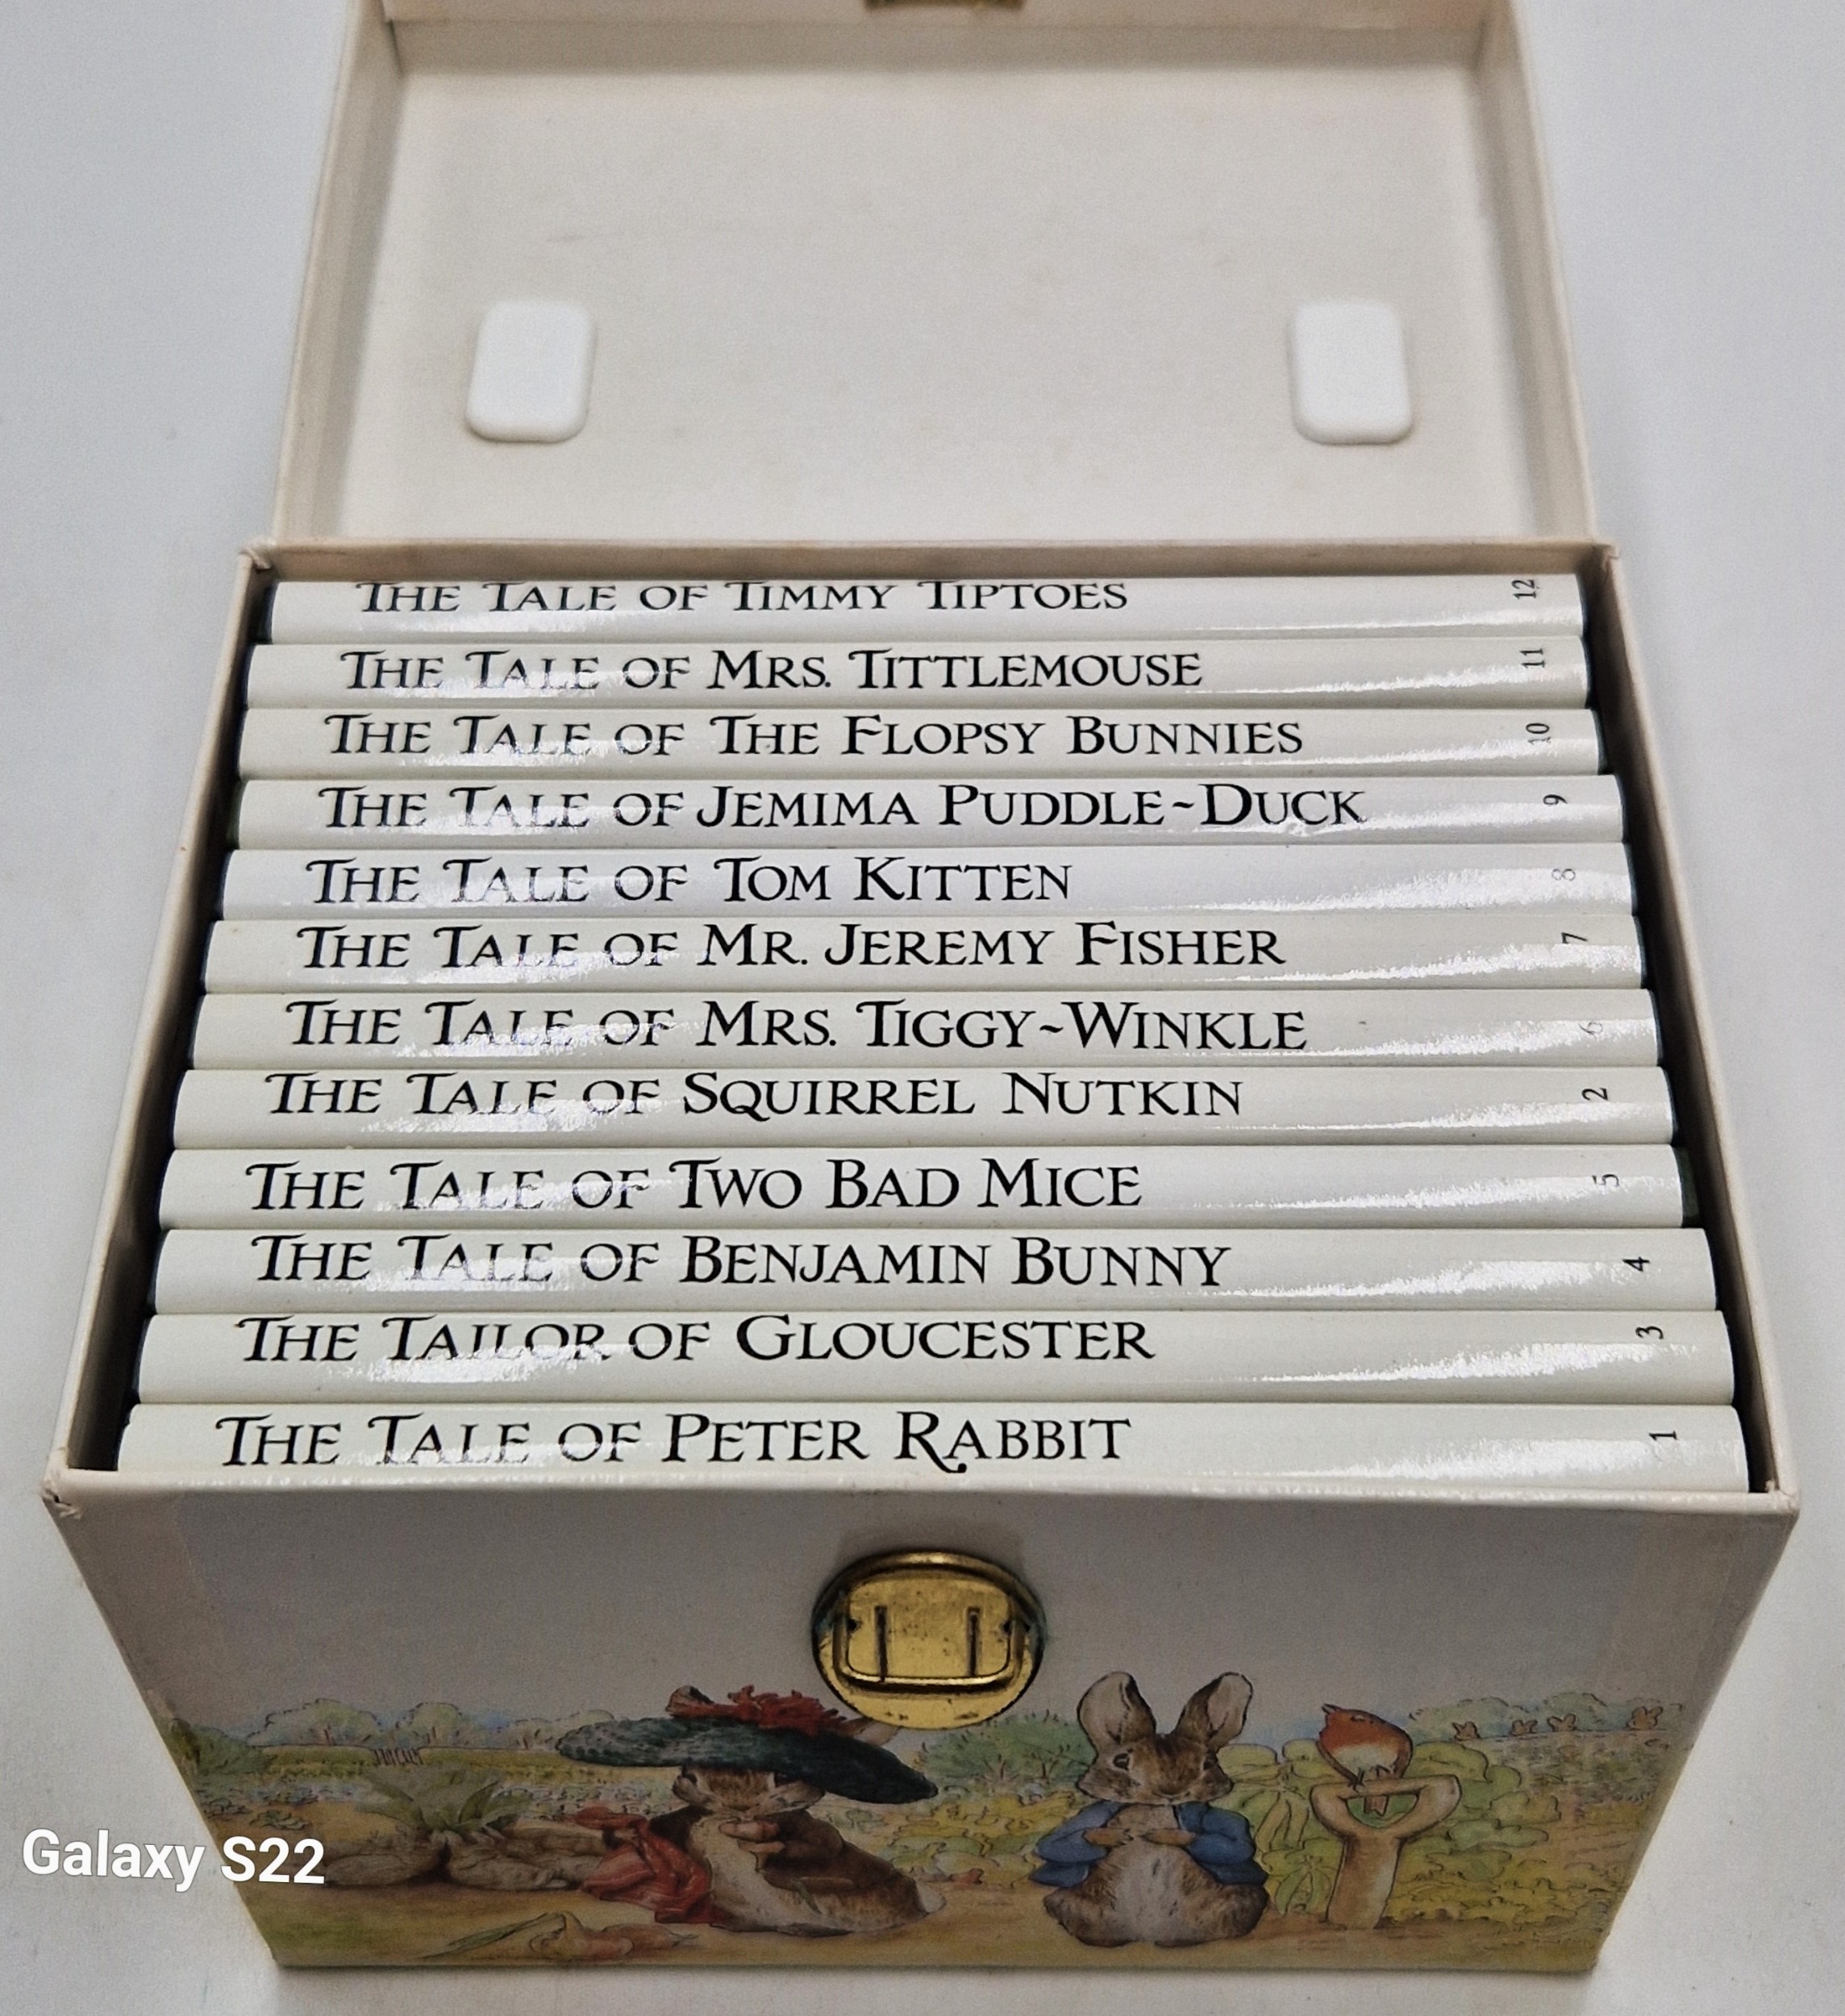 THE TALE OF TIMMY TIPTOES 12
THE TALE OF MRS. TITTLEMOUSE 11
THE TALE OF THE FLOPSY BUNNIES 10
THE TALE OF JEMIMA PUDDLE~DUCK 9
THE TALE OF TOM KITTEN 8
THE TALE OF MR. JEREMY FISHER 7
THE TALE OF MRS. TIGGY~WINKLE 6
THE TALE OF SQUIRREL NUTKIN 2
THE TALE OF TWO BAD MICE 5
THE TALE OF BENJAMIN BUNNY 4
THE TAILOR OF GLOUCESTER 3
THE TALE OF PETER RABBIT 1
Galaxy S22